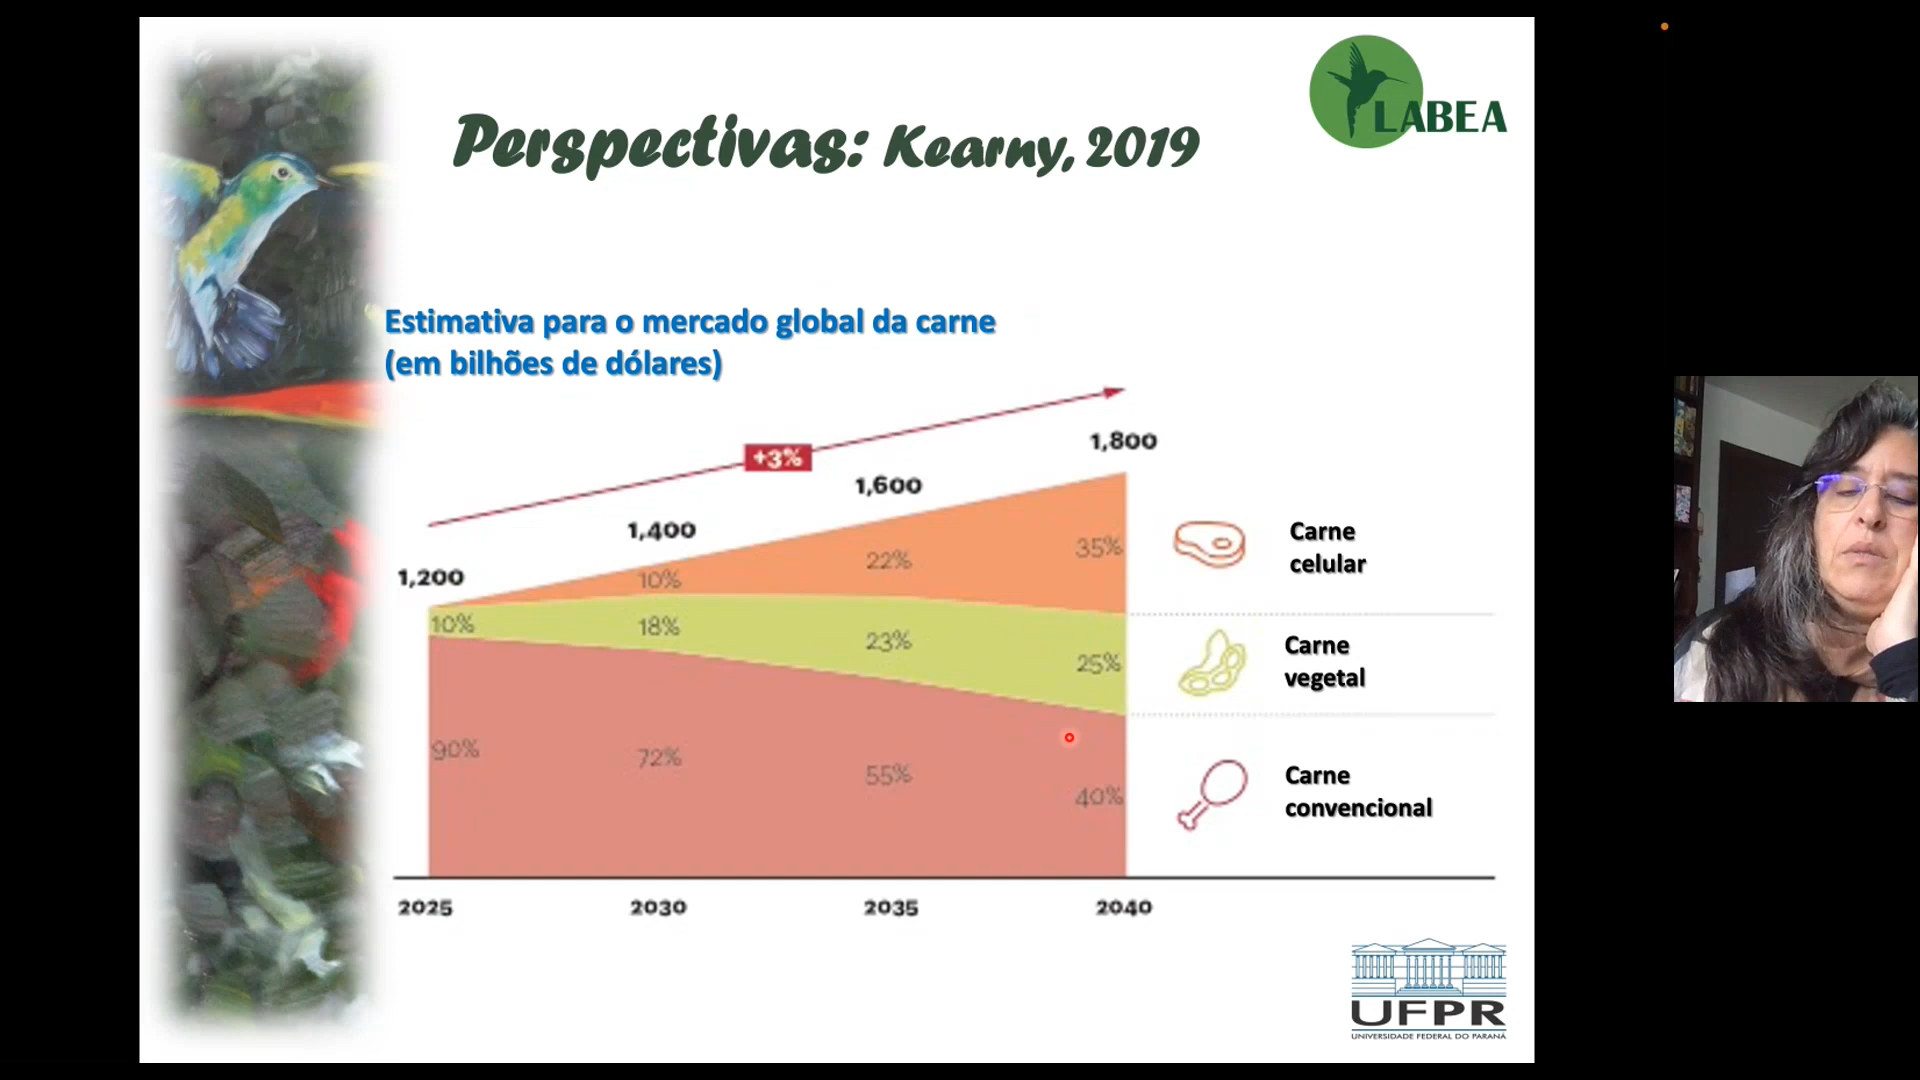 LABEA
Perspectivas: Kearny, 2019
Estimativa para o mercado global da carne
(em bilhões de dólares)
+3%
1,200
1,400
1,600
1,800
10%
22%
35%
Carne
celular
10%
18%
23%
25%
Carne
vegetal
90%
72%
55%
40%
Carne
convencional
2025
2030
2035
2040
UFPR
UNIVERSIDADE FEDERAL DO PARANÁ